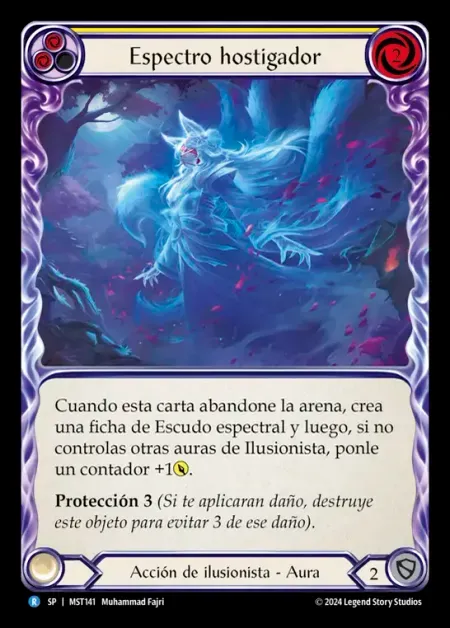 Espectro hostigador
2
Cuando esta carta abandone la arena, crea
una ficha de Escudo espectral y luego, si no
controlas otras auras de Ilusionista, ponle
un contador +1.
Protección 3 (Si te aplicaran daño, destruye
este objeto para evitar 3 de ese daño).
Acción de ilusionista - Aura
2
R SP | MST141 Muhammad Fajri
© 2024 Legend Story Studios